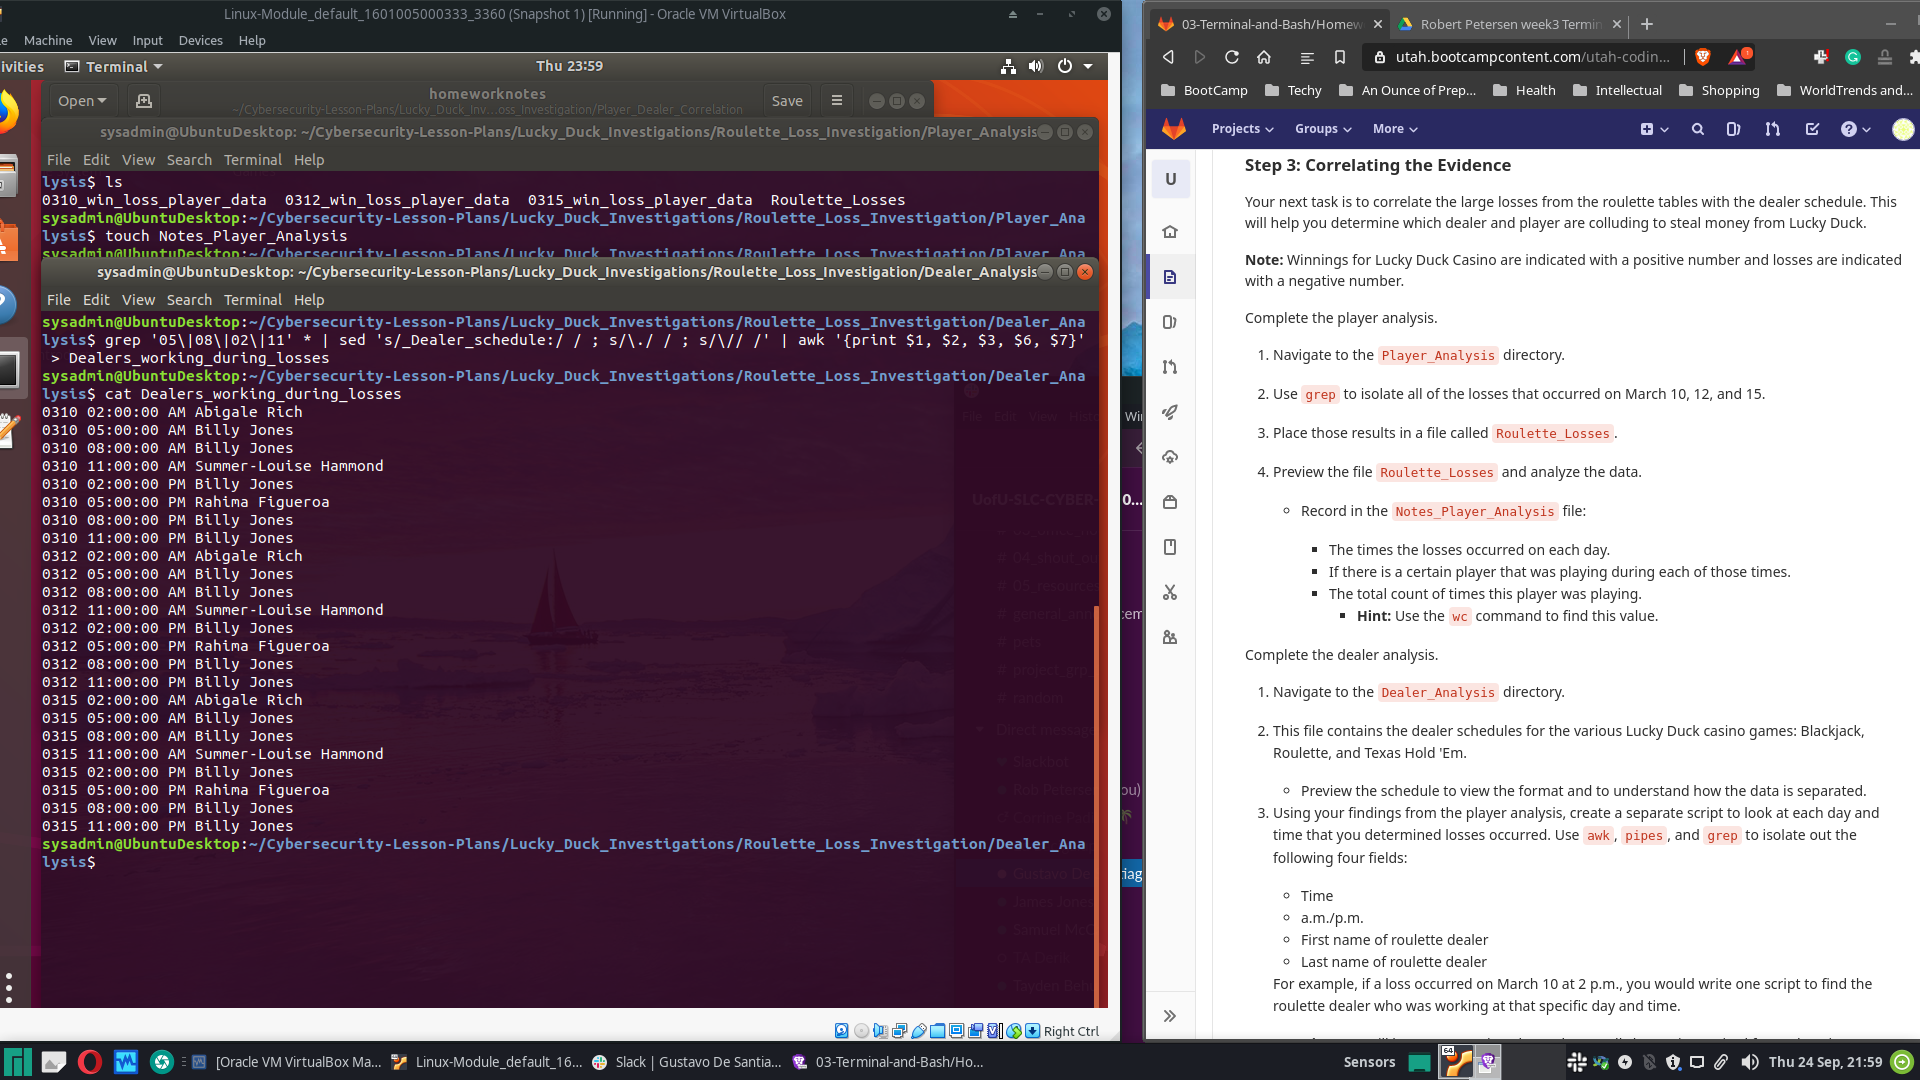 Linux-Module_default_1601005000333_3360 (Snapshot 1) [Running] - Oracle VM VirtualBox
Machine View Input Devices Help
ivities Terminal Thu 23:59
homeworknotes
Open Save
sysadmin@UbuntuDesktop: ~/Cybersecurity-Lesson-Plans/Lucky_Duck_Investigations/Roulette_Loss_Investigation/Player_Analysis
File Edit View Search Terminal Help
lysis$ ls
0310_win_loss_player_data 0312_win_loss_player_data 0315_win_loss_player_data Roulette_Losses
sysadmin@UbuntuDesktop:~/Cybersecurity-Lesson-Plans/Lucky_Duck_Investigations/Roulette_Loss_Investigation/Player_Ana
lysis$ touch Notes_Player_Analysis
sysadmin@UbuntuDesktop:~/Cybersecurity-Lesson-Plans/Lucky_Duck_Investigations/Roulette_Loss_Investigation/Player_Ana
sysadmin@UbuntuDesktop: ~/Cybersecurity-Lesson-Plans/Lucky_Duck_Investigations/Roulette_Loss_Investigation/Dealer_Analysis
File Edit View Search Terminal Help
sysadmin@UbuntuDesktop:~/Cybersecurity-Lesson-Plans/Lucky_Duck_Investigations/Roulette_Loss_Investigation/Dealer_Ana
lysis$ grep '05\|08\|02\|11' * | sed 's/_Dealer_schedule:/ / ; s/\./ / ; s/\// /' | awk '{print $1, $2, $3, $6, $7}'
> Dealers_working_during_losses
sysadmin@UbuntuDesktop:~/Cybersecurity-Lesson-Plans/Lucky_Duck_Investigations/Roulette_Loss_Investigation/Dealer_Ana
lysis$ cat Dealers_working_during_losses
0310 02:00:00 AM Abigale Rich
0310 05:00:00 AM Billy Jones
0310 08:00:00 AM Billy Jones
0310 11:00:00 AM Summer-Louise Hammond
0310 02:00:00 PM Billy Jones
0310 05:00:00 PM Rahima Figueroa
0310 08:00:00 PM Billy Jones
0310 11:00:00 PM Billy Jones
0312 02:00:00 AM Abigale Rich
0312 05:00:00 AM Billy Jones
0312 08:00:00 AM Billy Jones
0312 11:00:00 AM Summer-Louise Hammond
0312 02:00:00 PM Billy Jones
0312 05:00:00 PM Rahima Figueroa
0312 08:00:00 PM Billy Jones
0312 11:00:00 PM Billy Jones
0315 02:00:00 AM Abigale Rich
0315 05:00:00 AM Billy Jones
0315 08:00:00 AM Billy Jones
0315 11:00:00 AM Summer-Louise Hammond
0315 02:00:00 PM Billy Jones
0315 05:00:00 PM Rahima Figueroa
0315 08:00:00 PM Billy Jones
0315 11:00:00 PM Billy Jones
sysadmin@UbuntuDesktop:~/Cybersecurity-Lesson-Plans/Lucky_Duck_Investigations/Roulette_Loss_Investigation/Dealer_Ana
lysis$
Right Ctrl
03-Terminal-and-Bash/Homew
Robert Petersen week3 Termin
utah.bootcampcontent.com/utah-codin...
BootCamp Techy An Ounce of Prep... Health Intellectual Shopping WorldTrends and...
Projects Groups More
U
Step 3: Correlating the Evidence
Your next task is to correlate the large losses from the roulette tables with the dealer schedule. This
will help you determine which dealer and player are colluding to steal money from Lucky Duck.
Note: Winnings for Lucky Duck Casino are indicated with a positive number and losses are indicated
with a negative number.
Complete the player analysis.
1. Navigate to the Player_Analysis directory.
2. Use grep to isolate all of the losses that occurred on March 10, 12, and 15.
3. Place those results in a file called Roulette_Losses.
4. Preview the file Roulette_Losses and analyze the data.
Record in the Notes_Player_Analysis file:
The times the losses occurred on each day.
If there is a certain player that was playing during each of those times.
The total count of times this player was playing.
Hint: Use the wc command to find this value.
Complete the dealer analysis.
1. Navigate to the Dealer_Analysis directory.
2. This file contains the dealer schedules for the various Lucky Duck casino games: Blackjack,
Roulette, and Texas Hold 'Em.
Preview the schedule to view the format and to understand how the data is separated.
3. Using your findings from the player analysis, create a separate script to look at each day and
time that you determined losses occurred. Use awk, pipes, and grep to isolate out the
following four fields:
Time
a.m./p.m.
First name of roulette dealer
Last name of roulette dealer
For example, if a loss occurred on March 10 at 2 p.m., you would write one script to find the
roulette dealer who was working at that specific day and time.
[Oracle VM VirtualBox Ma... Linux-Module_default_16... Slack | Gustavo De Santia... 03-Terminal-and-Bash/Ho... Sensors Thu 24 Sep, 21:59